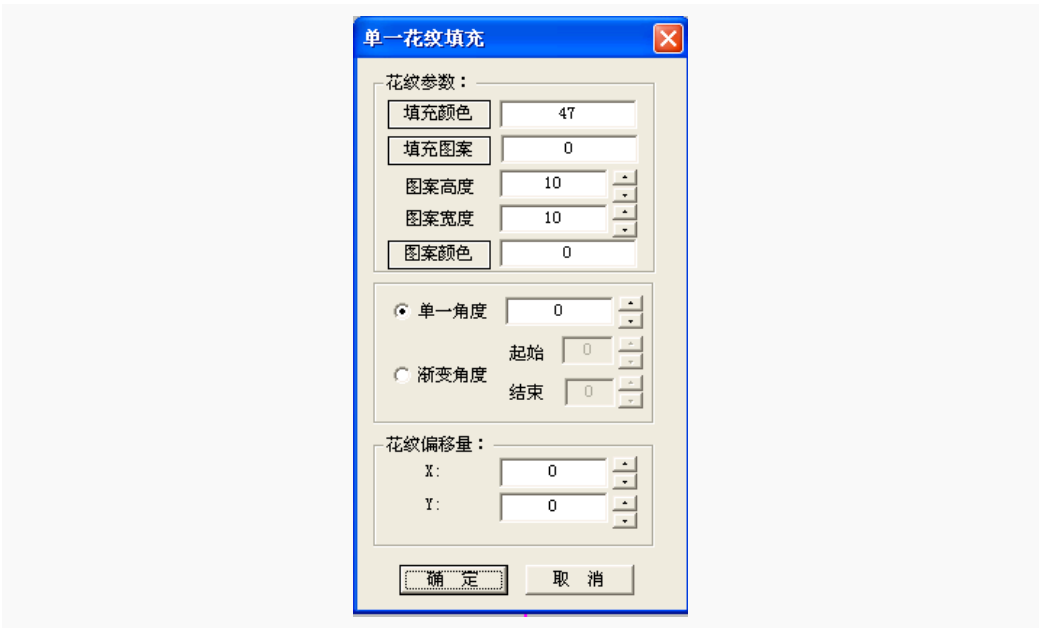 单一花纹填充
花纹参数：
填充颜色 47
填充图案 0
图案高度 10
图案宽度 10
图案颜色 0
单一角度 0
起始 0
渐变角度
结束 0
花纹偏移量：
X: 0
Y: 0
确 定 取 消